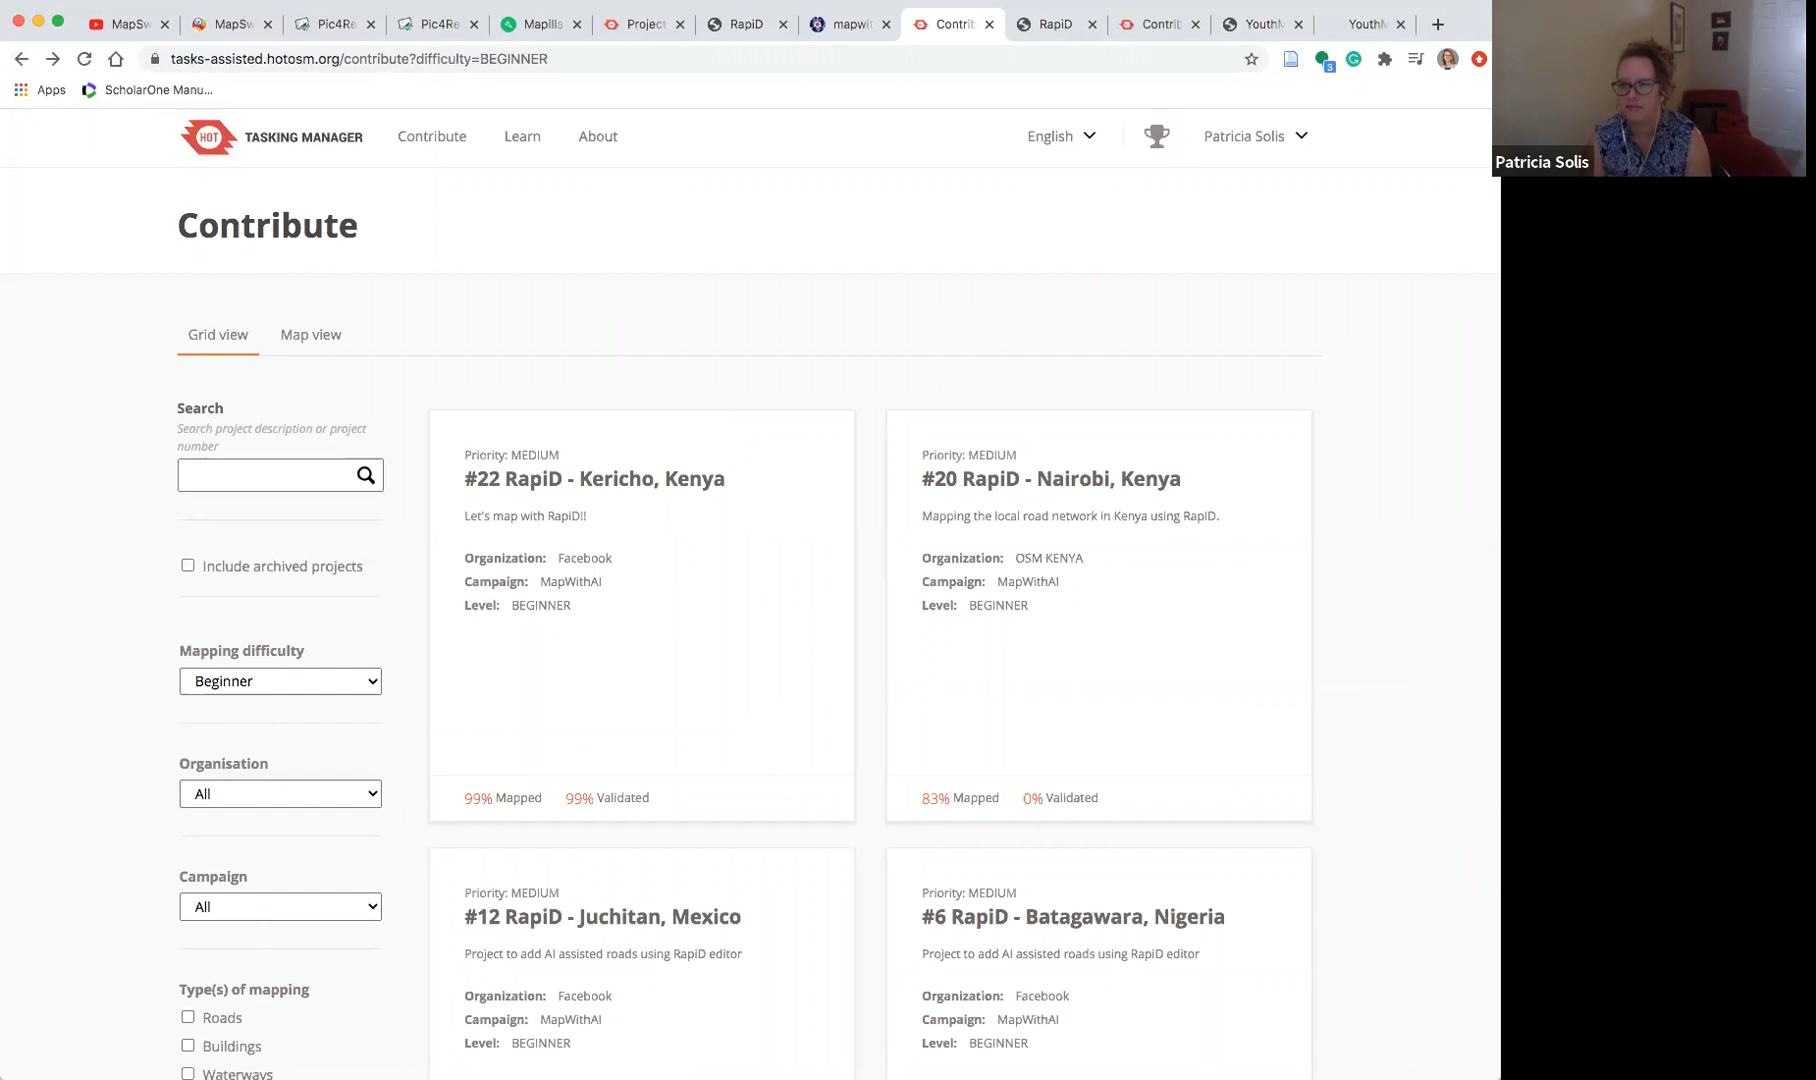 MapSw
MapSw
Pic4Re
Pic4Re
Mapilla
Project
RapiD
mapwit
Contrib
RapiD
Contrib
YouthM
YouthM
tasks-assisted.hotosm.org/contribute?difficulty=BEGINNER
3
Apps
ScholarOne Manu...
Patricia Solis
HOT
TASKING MANAGER
Contribute
Learn
About
English
Patricia Solis
Contribute
Grid view
Map view
Search
Search project description or project
number
Include archived projects
Mapping difficulty
Beginner
Organisation
All
Campaign
All
Type(s) of mapping
Roads
Buildings
Waterways
Priority: MEDIUM
#22 RapiD - Kericho, Kenya
Let's map with RapiD!!
Organization: Facebook
Campaign: MapWithAI
Level: BEGINNER
99% Mapped 99% Validated
Priority: MEDIUM
#20 RapiD - Nairobi, Kenya
Mapping the local road network in Kenya using RapID.
Organization: OSM KENYA
Campaign: MapWithAI
Level: BEGINNER
83% Mapped 0% Validated
Priority: MEDIUM
#12 RapiD - Juchitan, Mexico
Project to add AI assisted roads using RapiD editor
Organization: Facebook
Campaign: MapWithAI
Level: BEGINNER
Priority: MEDIUM
#6 RapiD - Batagawara, Nigeria
Project to add AI assisted roads using RapiD editor
Organization: Facebook
Campaign: MapWithAI
Level: BEGINNER